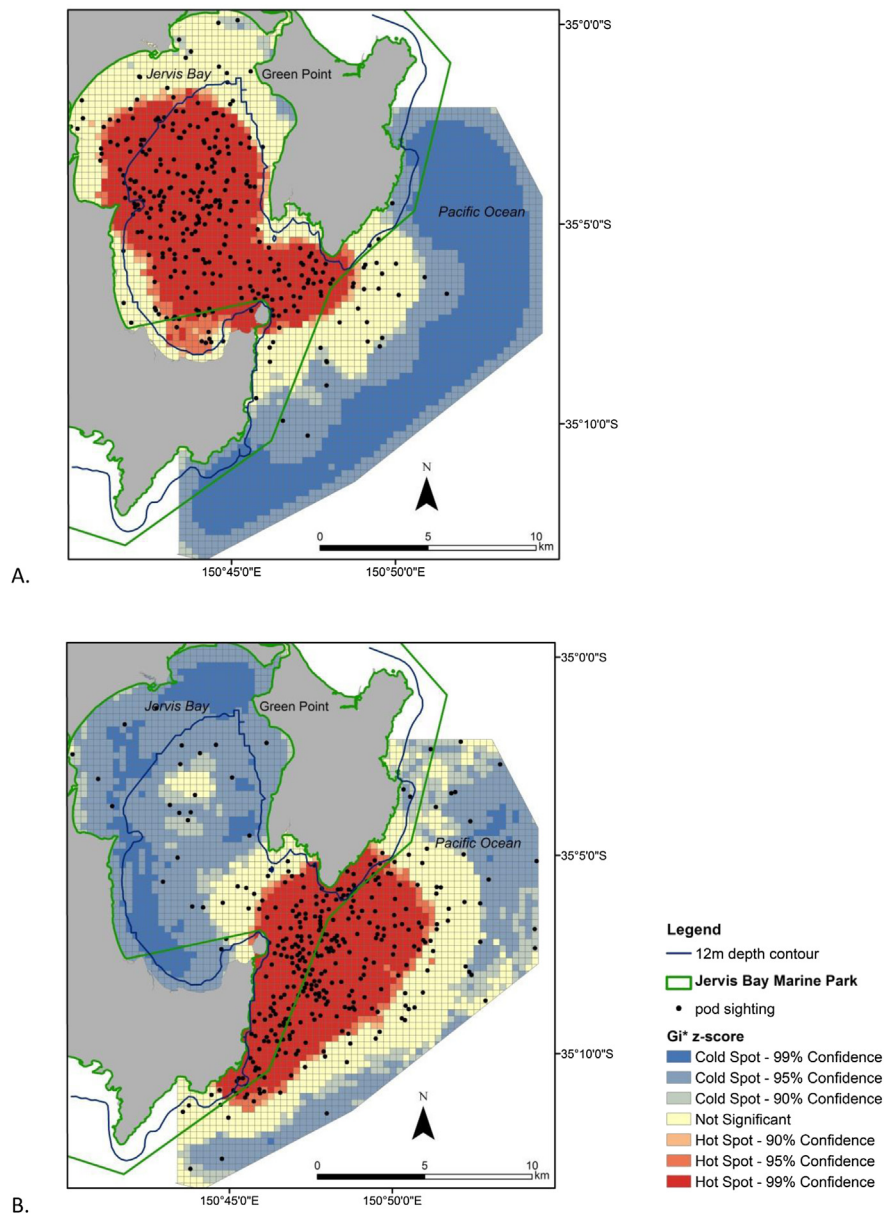 35°0'0"S
Jervis Bay
Green Point
Pacific Ocean
35°5'0"S
35°10'0"S
N
0 5 10
km
A.
150°45'0"E
150°50'0"E
35°0'0"S
Jervis Bay
Green Point
Pacific Ocean
35°5'0"S
35°10'0"S
N
0 5 10
km
B.
150°45'0"E
150°50'0"E
Legend
12m depth contour
Jervis Bay Marine Park
pod sighting
Gi* z-score
Cold Spot - 99% Confidence
Cold Spot - 95% Confidence
Cold Spot - 90% Confidence
Not Significant
Hot Spot - 90% Confidence
Hot Spot - 95% Confidence
Hot Spot - 99% Confidence